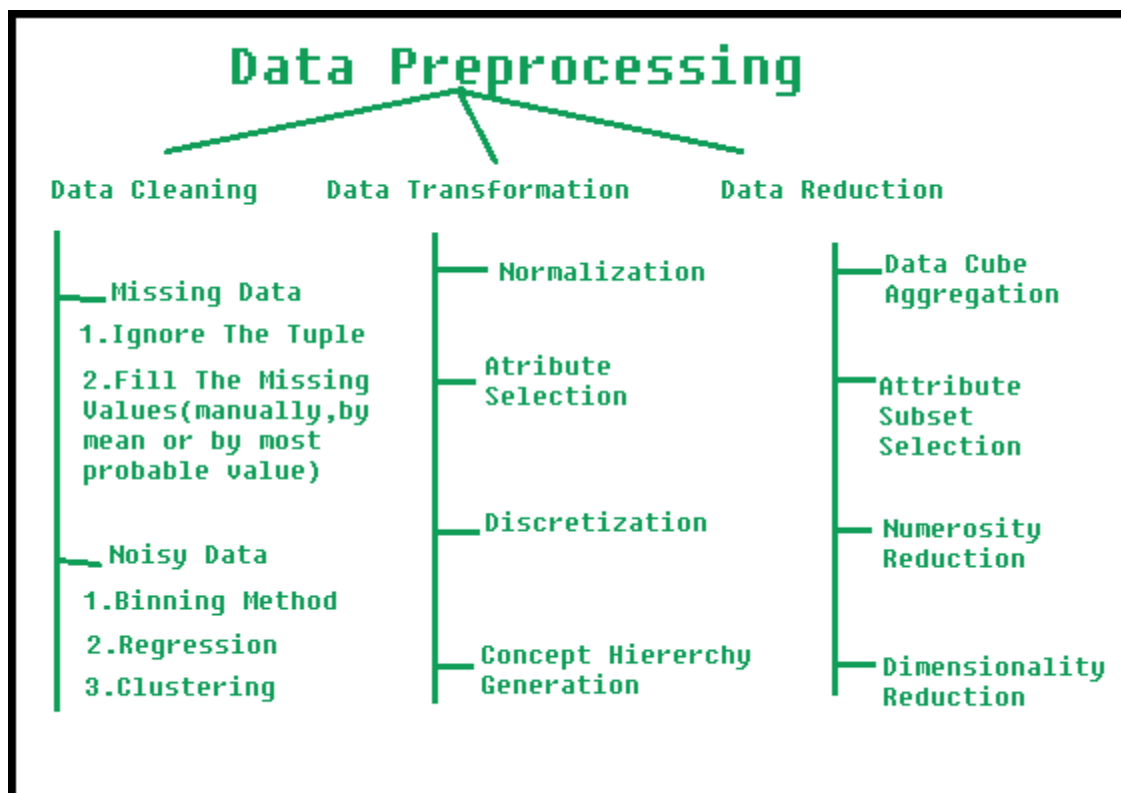 Data Preprocessing
Data Cleaning
Data Transformation
Data Reduction
Missing Data
1.Ignore The Tuple
2.Fill The Missing
Values(manually,by
mean or by most
probable value)
Noisy Data
1.Binning Method
2.Regression
3.Clustering
Normalization
Atribute
Selection
Discretization
Concept Hiererchy
Generation
Data Cube
Aggregation
Attribute
Subset
Selection
Numerosity
Reduction
Dimensionality
Reduction